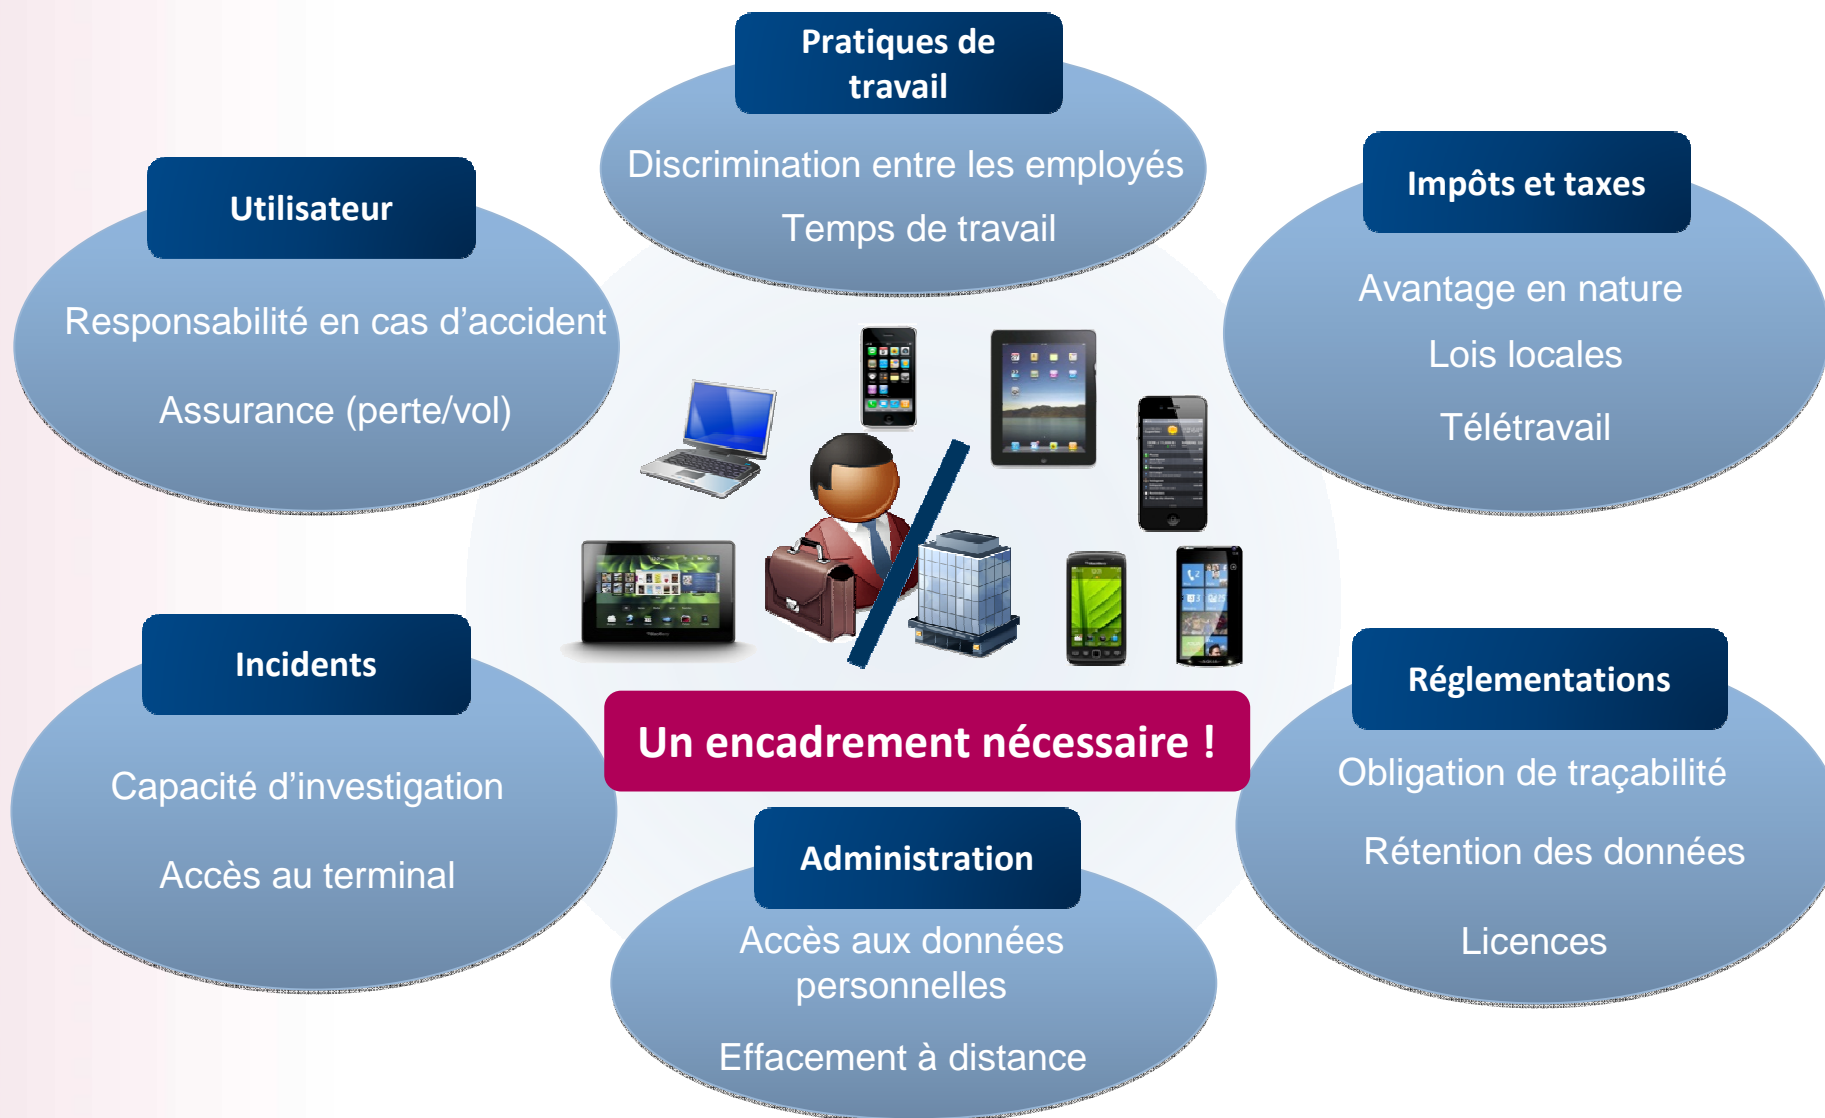 Pratiques de
travail
Discrimination entre les employés
Temps de travail
Utilisateur
Responsabilité en cas d’accident
Assurance (perte/vol)
Impôts et taxes
Avantage en nature
Lois locales
Télétravail
Un encadrement nécessaire !
Incidents
Capacité d’investigation
Accès au terminal
Administration
Accès aux données
personnelles
Effacement à distance
Réglementations
Obligation de traçabilité
Rétention des données
Licences